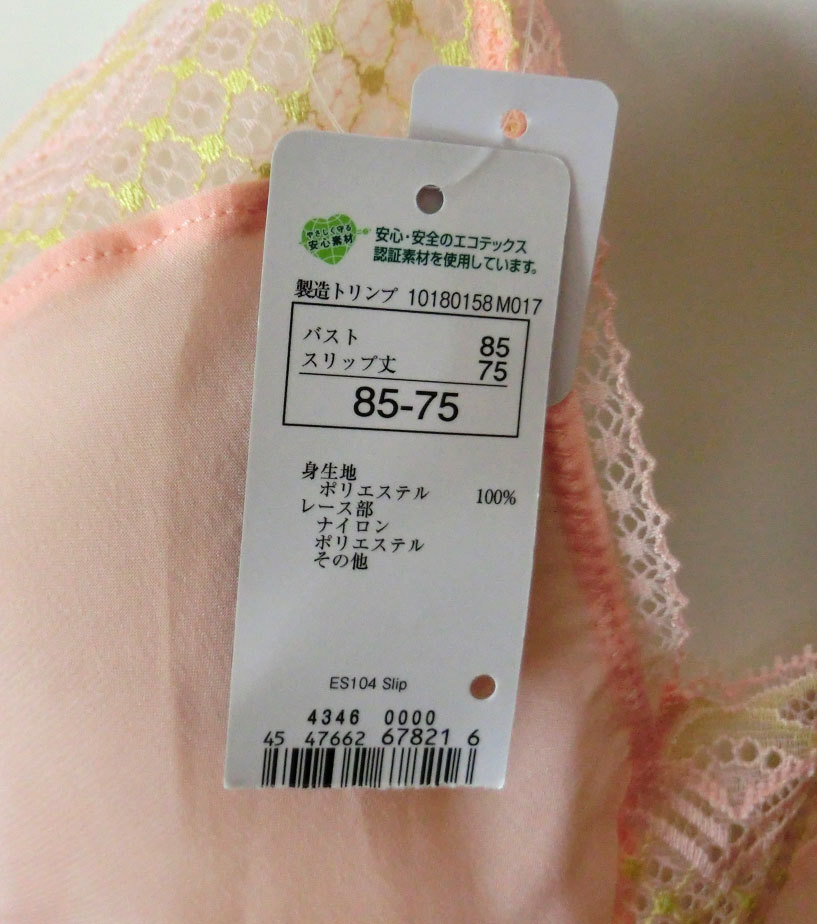 やさしく守る
安心素材
安心・安全のエコテックス
認証素材を使用しています。
製造トリンプ 10180158 M017
バスト 85
スリップ丈 75
85-75
身生地
ポリエステル 100%
レース部
ナイロン
ポリエステル
その他
ES104 Slip
4346 0000
45 47662 67821 6